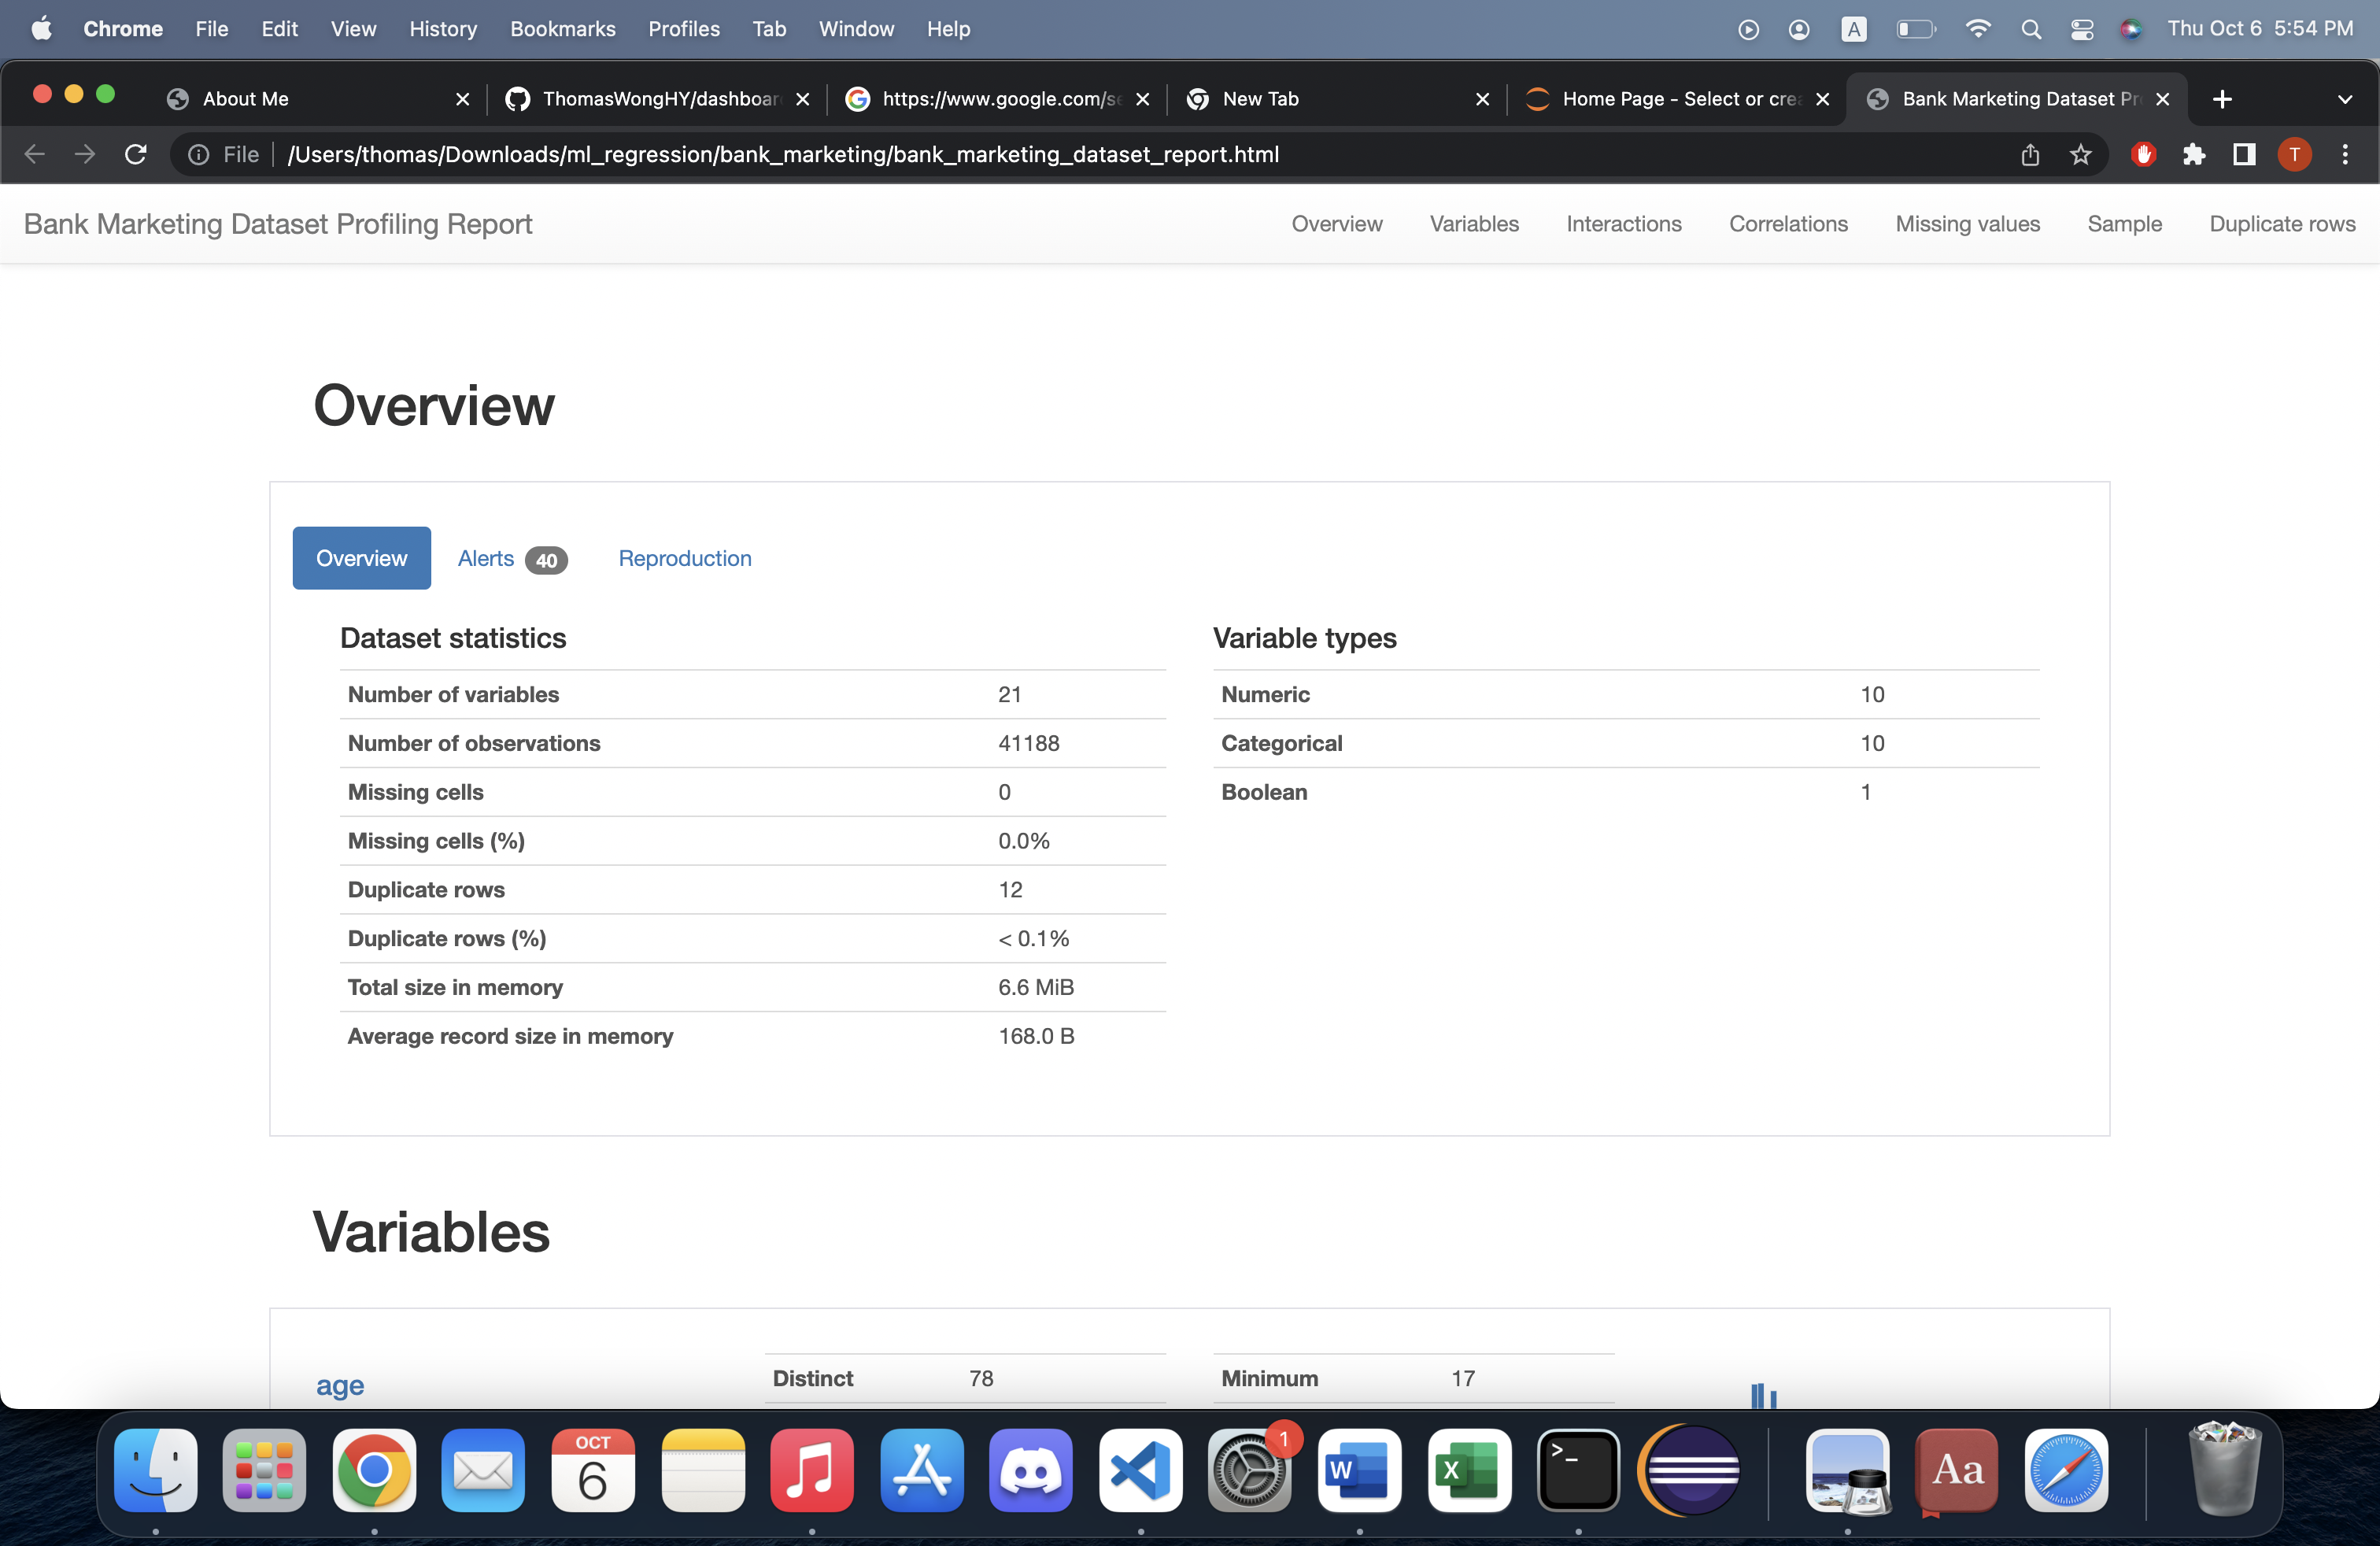 Chrome File Edit View History Bookmarks Profiles Tab Window Help A Thu Oct 6 5:54 PM
About Me ThomasWongHY/dashboar https://www.google.com/se New Tab Home Page - Select or crea Bank Marketing Dataset Pr
File /Users/thomas/Downloads/ml_regression/bank_marketing/bank_marketing_dataset_report.html T
Bank Marketing Dataset Profiling Report Overview Variables Interactions Correlations Missing values Sample Duplicate rows
Overview
Overview Alerts 40 Reproduction
Dataset statistics
Number of variables 21
Number of observations 41188
Missing cells 0
Missing cells (%) 0.0%
Duplicate rows 12
Duplicate rows (%) < 0.1%
Total size in memory 6.6 MiB
Average record size in memory 168.0 B
Variable types
Numeric 10
Categorical 10
Boolean 1
Variables
age
Distinct 78
Minimum 17
OCT
6
1
W
X
>_
Aa